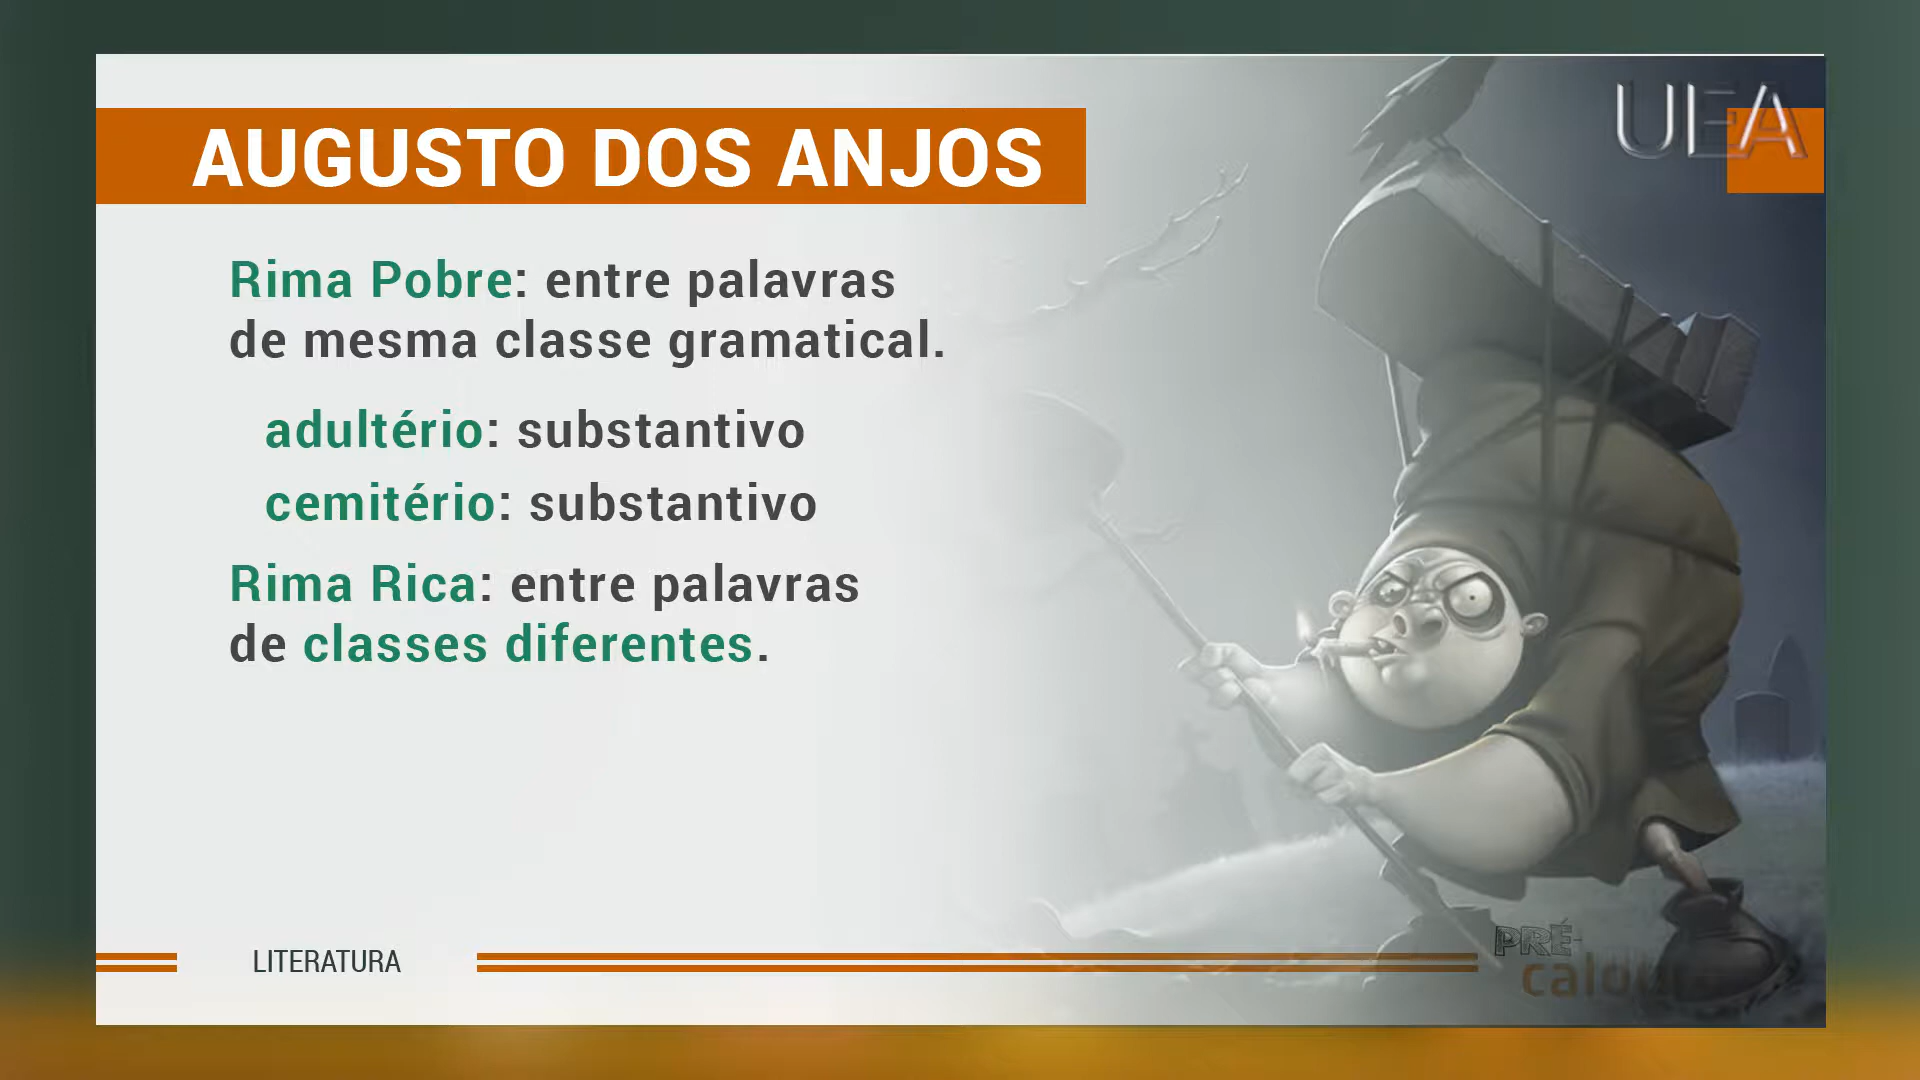 UEA
AUGUSTO DOS ANJOS
Rima Pobre: entre palavras
de mesma classe gramatical.
adultério: substantivo
cemitério: substantivo
Rima Rica: entre palavras
de classes diferentes.
LITERATURA
PRÉ-